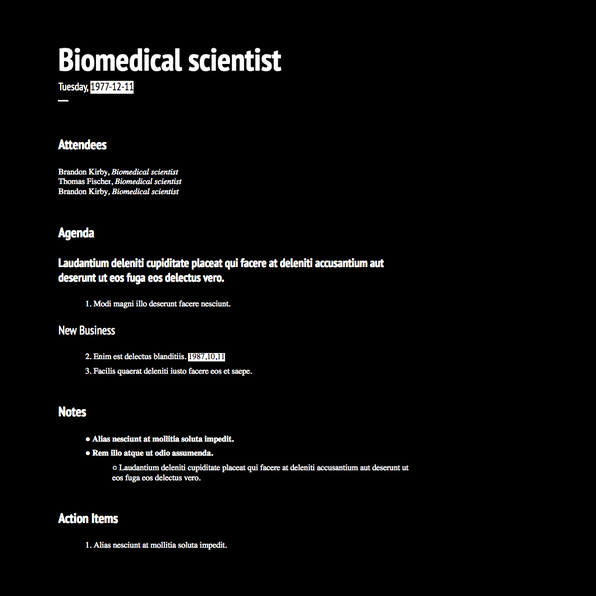 Biomedical scientist
Tuesday, 1977-12-11
Attendees
Brandon Kirby, Biomedical scientist
Thomas Fischer, Biomedical scientist
Brandon Kirby, Biomedical scientist
Agenda
Laudantium deleniti cupiditate placeat qui facere at deleniti accusantium aut
deserunt ut eos fuga eos delectus vero.
1. Modi magni illo deserunt facere nesciunt.
New Business
2. Enim est delectus blanditiis. 1987.10.11
3. Facilis quaerat deleniti iusto facere eos et saepe.
Notes
● Alias nesciunt at mollitia soluta impedit.
● Rem illo atque ut odio assumenda.
○ Laudantium deleniti cupiditate placeat qui facere at deleniti accusantium aut deserunt ut
eos fuga eos delectus vero.
Action Items
1. Alias nesciunt at mollitia soluta impedit.